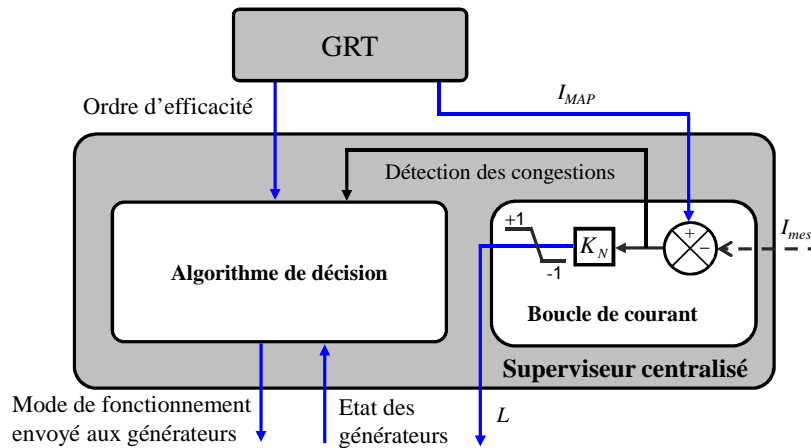 GRT
Ordre d'efficacité
I_MAP
Détection des congestions
+1
-1
K_N
+
−
I_mes
Algorithme de décision
Boucle de courant
Superviseur centralisé
Mode de fonctionnement
envoyé aux générateurs
Etat des
générateurs
L